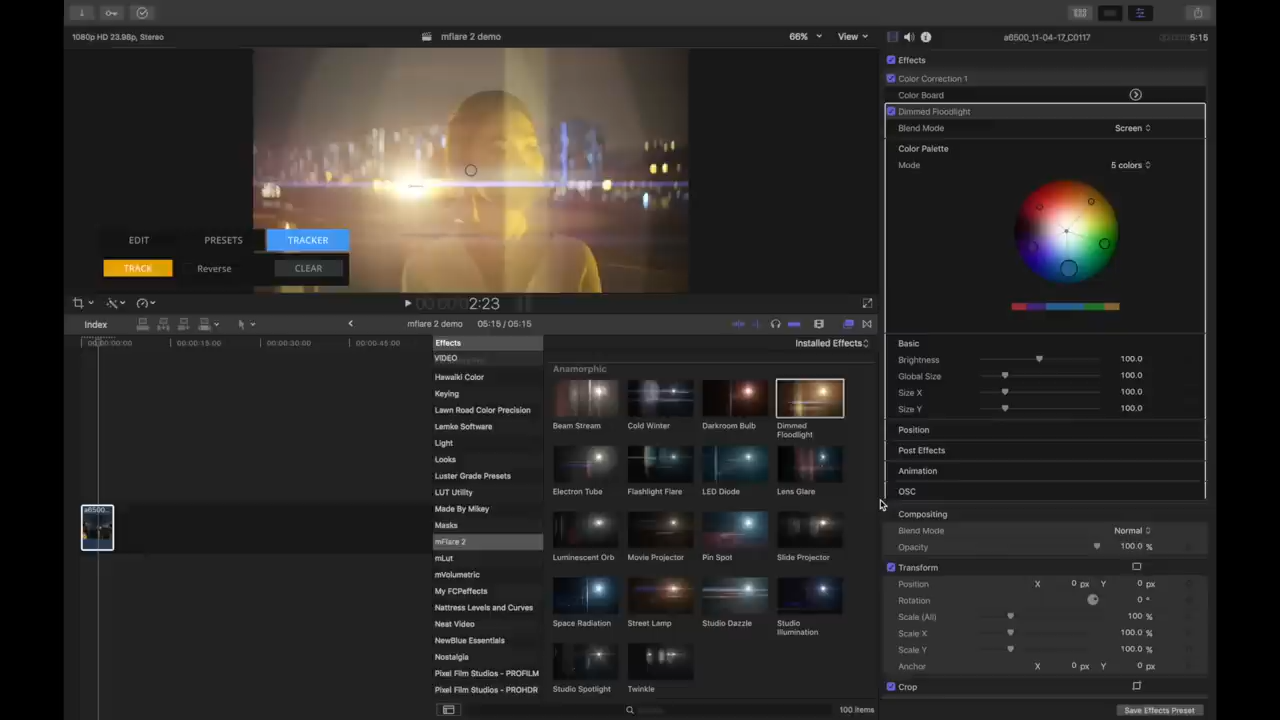 1080p HD 23.98p, Stereo
mflare 2 demo
66%
View
a6500_11-04-17_C0117
5:15
Effects
Color Correction 1
Color Board
Dimmed Floodlight
Blend Mode
Screen
Color Palette
Mode
5 colors
EDIT
PRESETS
TRACKER
TRACK
Reverse
CLEAR
2:23
Index
mflare 2 demo
05:15 / 05:15
00:00:00:00
00:00:15:00
00:00:30:00
00:00:45:00
a6500...
Effects
Installed Effects
VIDEO
Hawaiki Color
Keying
Lawn Road Color Precision
Lemke Software
Light
Looks
Luster Grade Presets
LUT Utility
Made By Mikey
Masks
mFlare 2
mLut
mVolumetric
My FCPeffects
Nattress Levels and Curves
Neat Video
NewBlue Essentials
Nostalgia
Pixel Film Studios - PROFILM
Pixel Film Studios - PROHDR
Anamorphic
Beam Stream
Cold Winter
Darkroom Bulb
Dimmed
Floodlight
Electron Tube
Flashlight Flare
LED Diode
Lens Glare
Luminescent Orb
Movie Projector
Pin Spot
Slide Projector
Space Radiation
Street Lamp
Studio Dazzle
Studio
Illumination
Studio Spotlight
Twinkle
100 items
Basic
Brightness
100.0
Global Size
100.0
Size X
100.0
Size Y
100.0
Position
Post Effects
Animation
OSC
Compositing
Blend Mode
Normal
Opacity
100.0 %
Transform
Position
X 0 px Y 0 px
Rotation
0 °
Scale (All)
100 %
Scale X
100.0 %
Scale Y
100.0 %
Anchor
X 0 px Y 0 px
Crop
Save Effects Preset